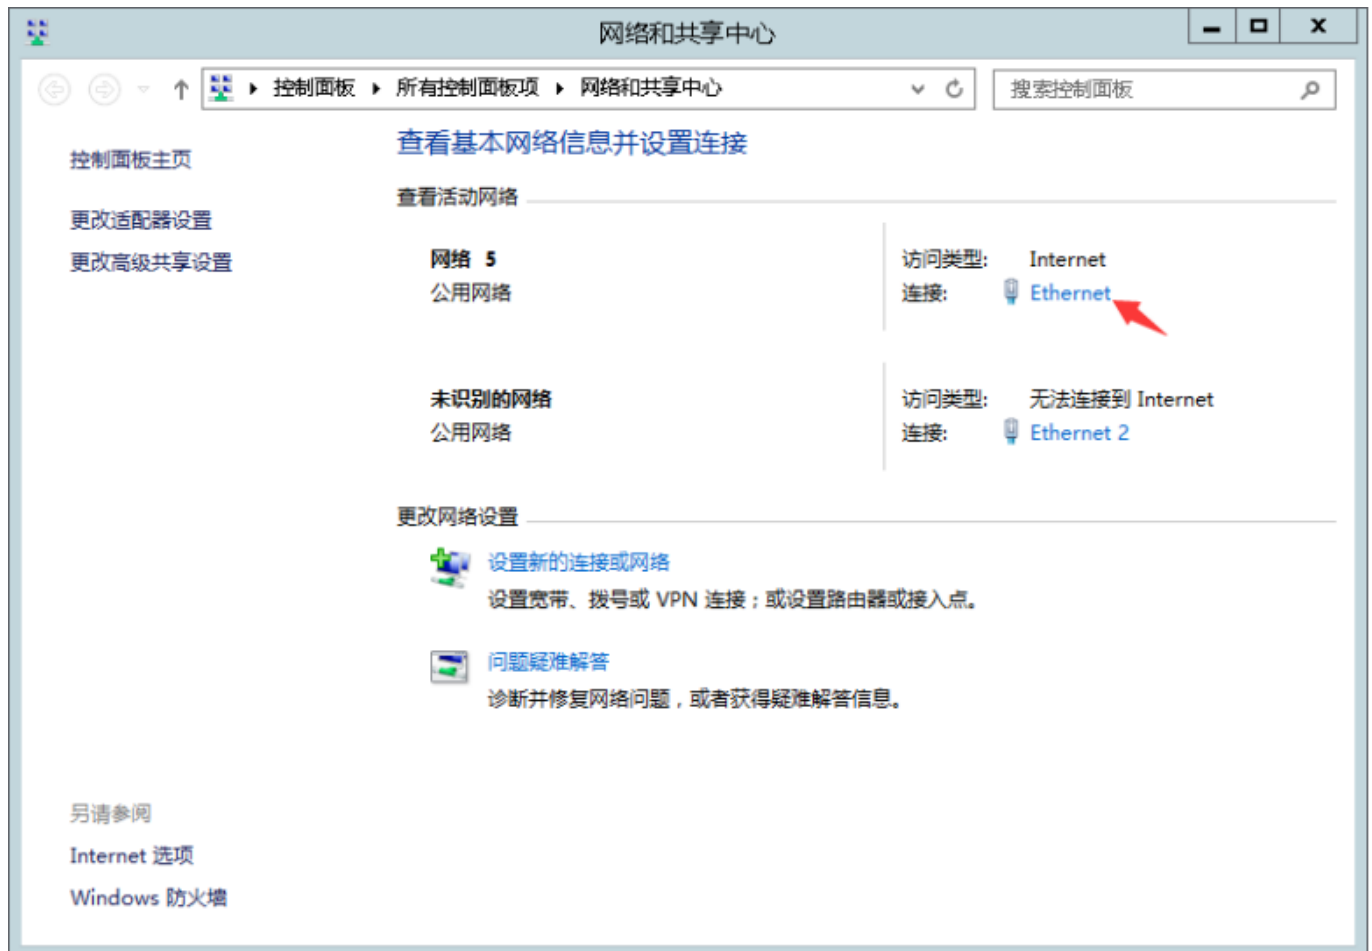 网络和共享中心
控制面板 所有控制面板项 网络和共享中心
搜索控制面板
控制面板主页
更改适配器设置
更改高级共享设置
查看基本网络信息并设置连接
查看活动网络
网络 5
公用网络
访问类型: Internet
连接: Ethernet
未识别的网络
公用网络
访问类型: 无法连接到 Internet
连接: Ethernet 2
更改网络设置
设置新的连接或网络
设置宽带、拨号或 VPN 连接；或设置路由器或接入点。
问题疑难解答
诊断并修复网络问题，或者获得疑难解答信息。
另请参阅
Internet 选项
Windows 防火墙